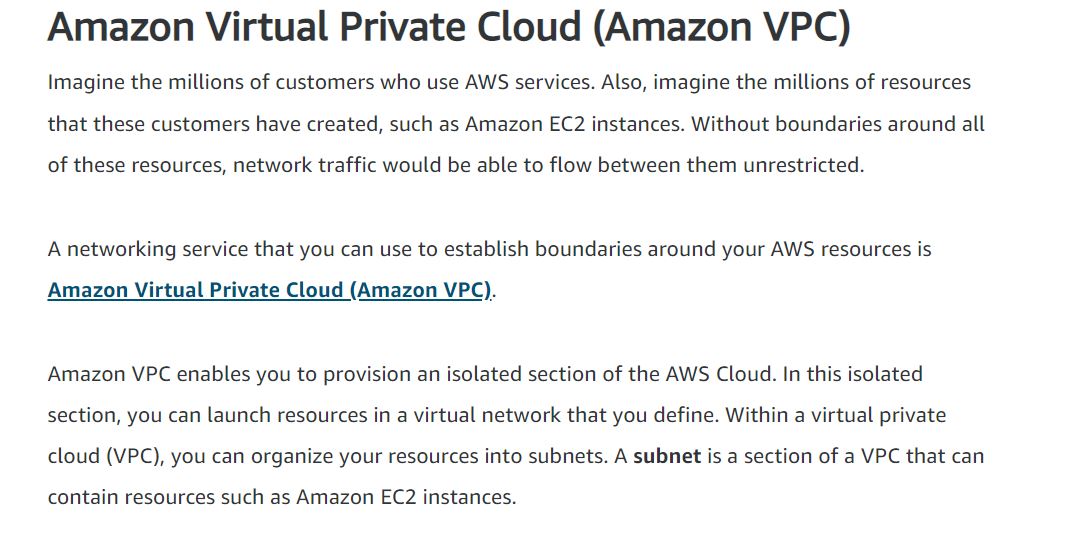 Amazon Virtual Private Cloud (Amazon VPC)
Imagine the millions of customers who use AWS services. Also, imagine the millions of resources
that these customers have created, such as Amazon EC2 instances. Without boundaries around all
of these resources, network traffic would be able to flow between them unrestricted.
A networking service that you can use to establish boundaries around your AWS resources is
Amazon Virtual Private Cloud (Amazon VPC).
Amazon VPC enables you to provision an isolated section of the AWS Cloud. In this isolated
section, you can launch resources in a virtual network that you define. Within a virtual private
cloud (VPC), you can organize your resources into subnets. A subnet is a section of a VPC that can
contain resources such as Amazon EC2 instances.